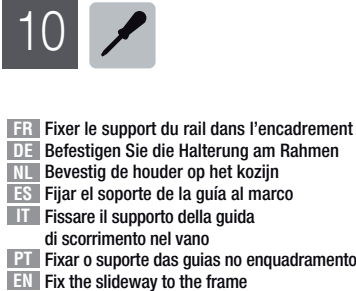 10
FR Fixer le support du rail dans l'encadrement
DE Befestigen Sie die Halterung am Rahmen
NL Bevestig de houder op het kozijn
ES Fijar el soporte de la guía al marco
IT Fissare il supporto della guida
di scorrimento nel vano
PT Fixar o suporte das guias no enquadramento
EN Fix the slideway to the frame